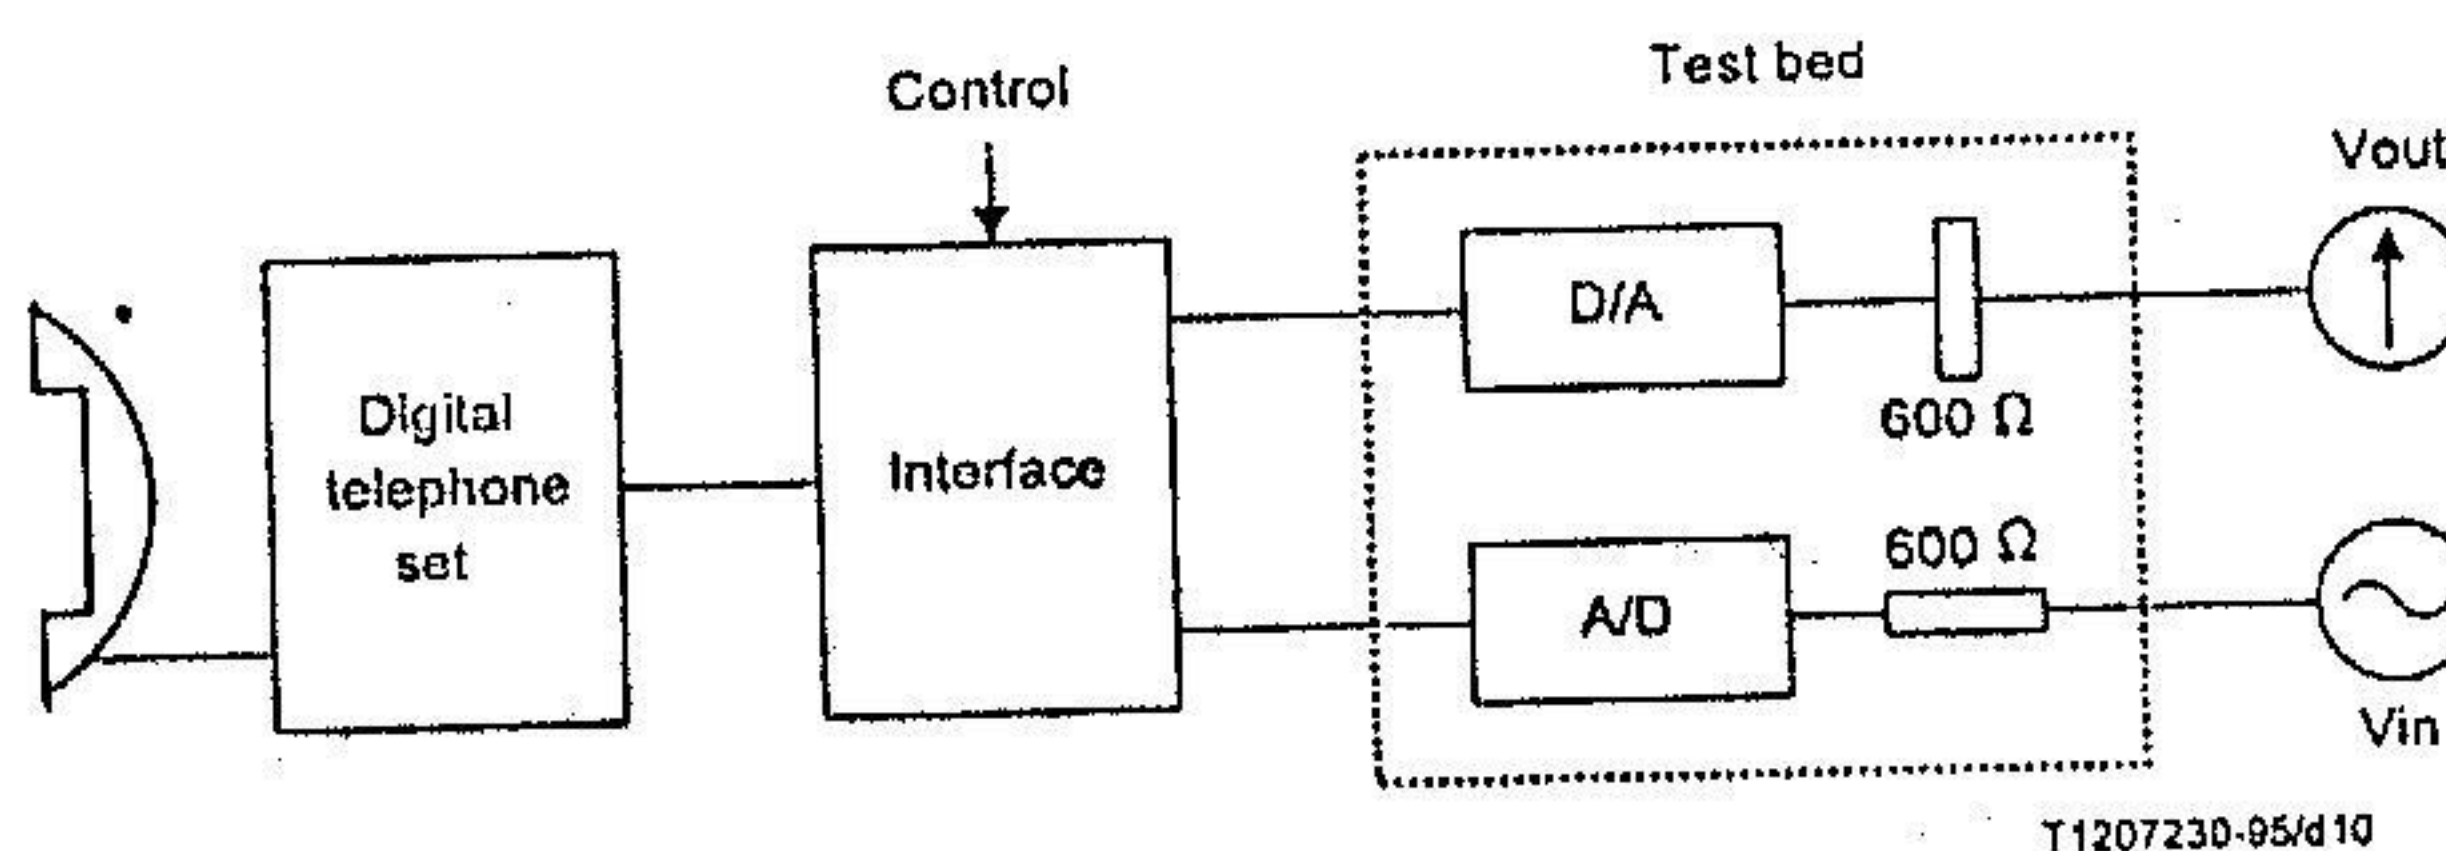 Test bed
Control
Vout
D/A
600 Ω
Digital
telephone
set
Interface
600 Ω
A/D
Vin
T1207230-95/d10